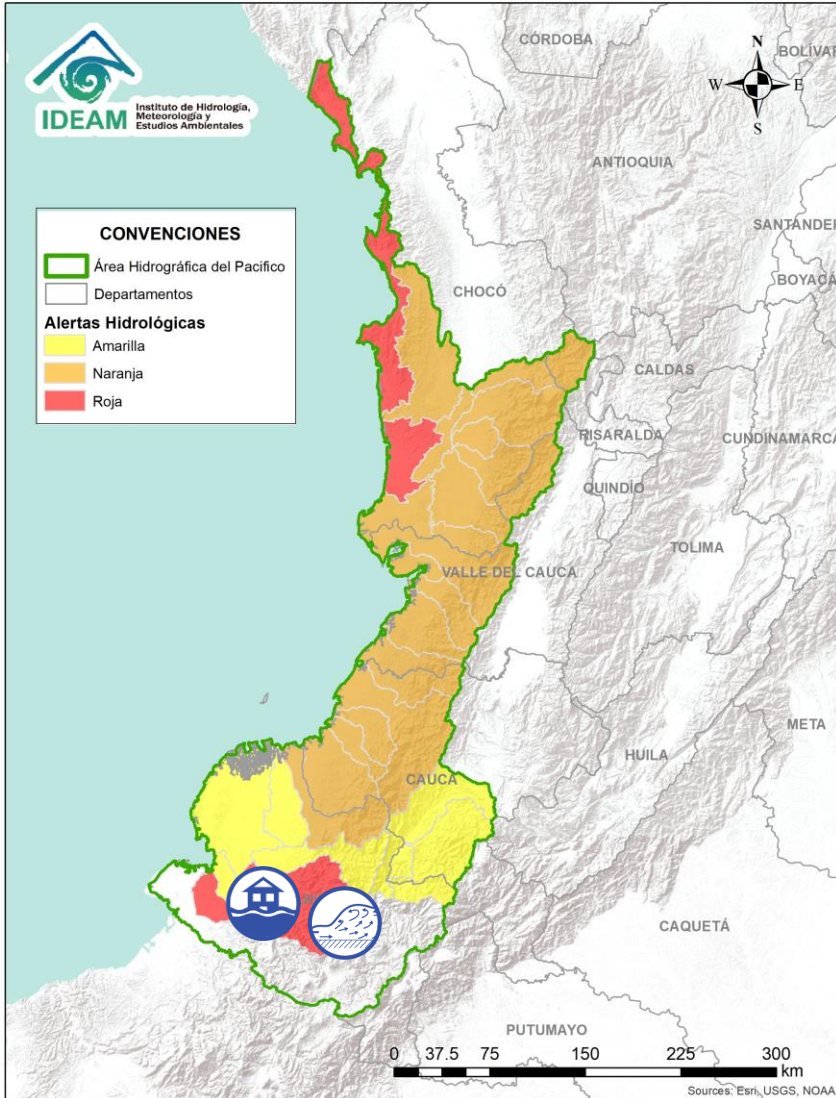 IDEAM
Instituto de Hidrología,
Meteorología y
Estudios Ambientales
CONVENCIONES
Área Hidrográfica del Pacifico
Departamentos
Alertas Hidrológicas
Amarilla
Naranja
Roja
N
W
E
S
CÓRDOBA
BOLÍVAR
ANTIOQUIA
SANTANDER
BOYACÁ
CHOCÓ
CALDAS
RISARALDA
CUNDINAMARCA
QUINDÍO
TOLIMA
VALLE DEL CAUCA
META
HUILA
CAUCA
CAQUETÁ
PUTUMAYO
0 37.5 75 150 225 300
km
Sources: Esri, USGS, NOAA